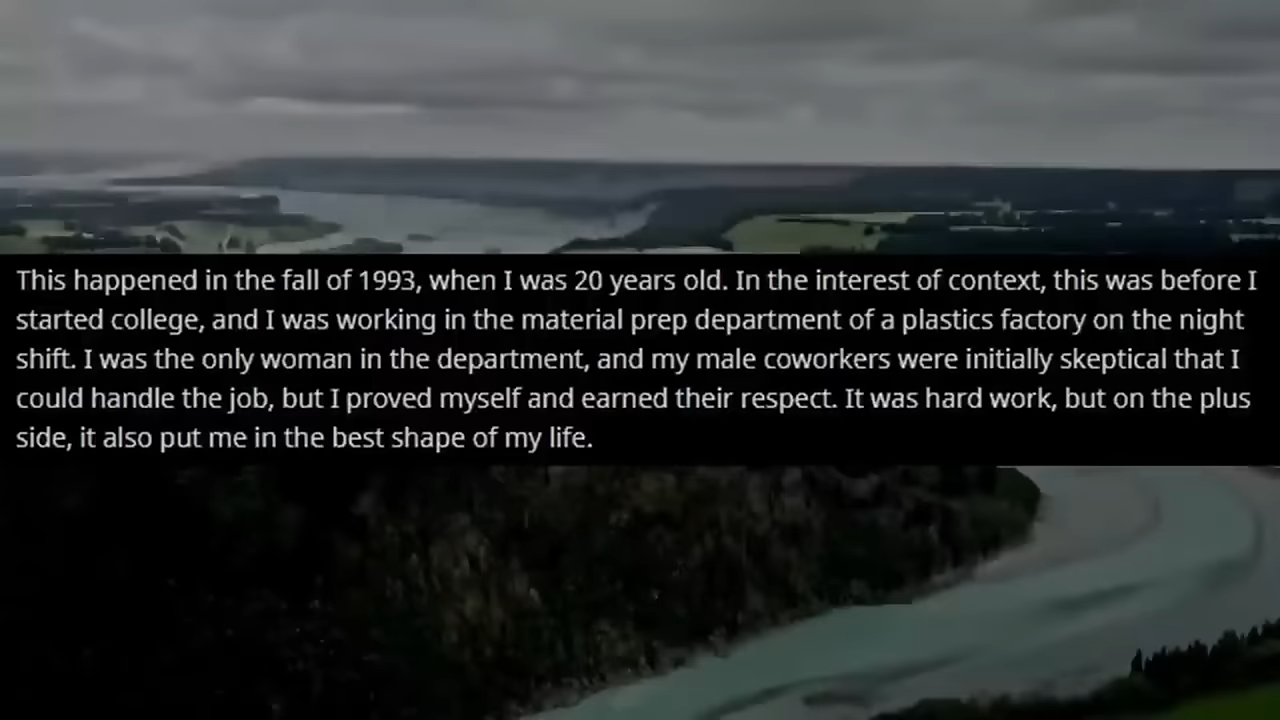 This happened in the fall of 1993, when I was 20 years old. In the interest of context, this was before I
started college, and I was working in the material prep department of a plastics factory on the night
shift. I was the only woman in the department, and my male coworkers were initially skeptical that I
could handle the job, but I proved myself and earned their respect. It was hard work, but on the plus
side, it also put me in the best shape of my life.